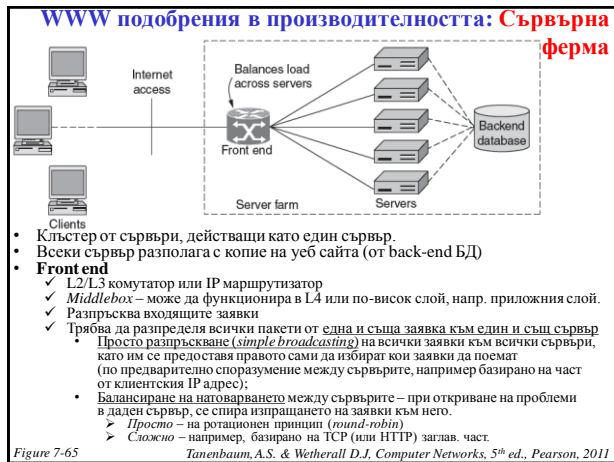 WWW подобрения в производителността: Сървърна
ферма
Internet
access
Balances load
across servers
Front end
Backend
database
Server farm
Servers
Clients
• Клъстер от сървъри, действащи като един сървър.
• Всеки сървър разполага с копие на уеб сайта (от back-end БД)
• Front end
✓ L2/L3 комутатор или IP маршрутизатор
✓ Middlebox – може да функционира в L4 или по-висок слой, напр. приложния слой.
✓ Разпръсква входящите заявки
✓ Трябва да разпределя всички пакети от една и съща заявка към един и същ сървър
• Просто разпръскване (simple broadcasting) на всички заявки към всички сървъри,
като им се предоставя правото сами да избират кои заявки да поемат
(по предварително споразумение между сървърите, например базирано на част
от клиентския IP адрес);
• Балансиране на натоварването между сървърите – при откриване на проблеми
в даден сървър, се спира изпращането на заявки към него.
➢ Просто – на ротационен принцип (round-robin)
➢ Сложно – например, базирано на TCP (или HTTP) заглав. част.
Figure 7-65 Tanenbaum, A.S. & Wetherall D.J, Computer Networks, 5th ed., Pearson, 2011